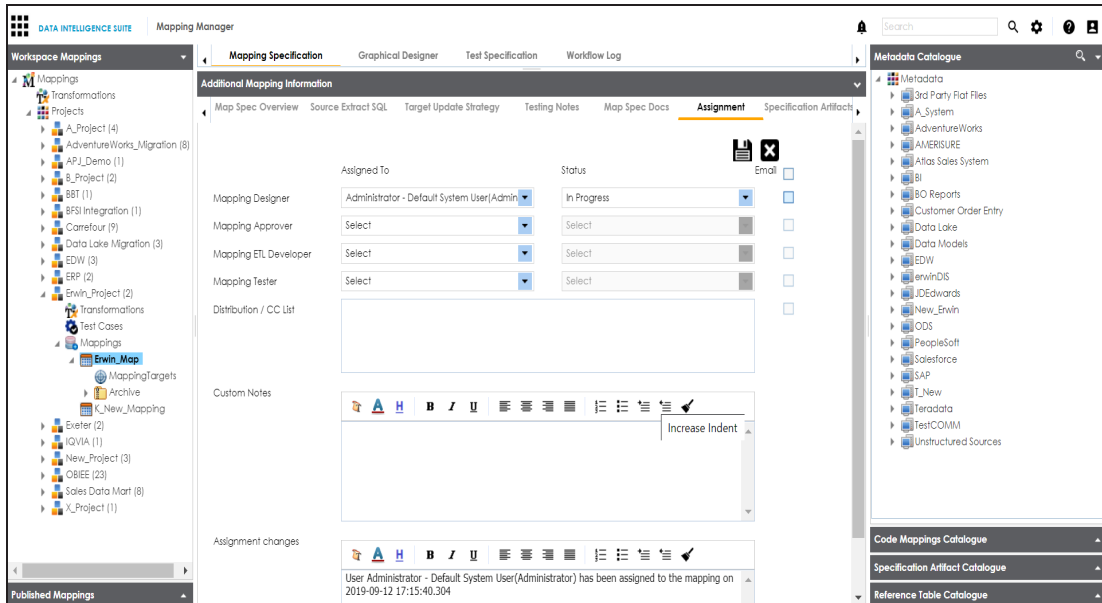 DATA INTELLIGENCE SUITE Mapping Manager Search
Workspace Mappings
Mappings
Transformations
Projects
A_Project (4)
AdventureWorks_Migration (8)
APJ_Demo (1)
B_Project (2)
BBT (1)
BFSI Integration (1)
Carrefour (9)
Data Lake Migration (3)
EDW (3)
ERP (2)
Erwin_Project (2)
Transformations
Test Cases
Mappings
Erwin_Map
MappingTargets
Archive
K_New_Mapping
Exeter (2)
IQVIA (1)
New_Project (3)
OBIEE (23)
Sales Data Mart (8)
X_Project (1)
Published Mappings
Mapping Specification Graphical Designer Test Specification Workflow Log
Additional Mapping Information
Map Spec Overview Source Extract SQL Target Update Strategy Testing Notes Map Spec Docs Assignment Specification Artifacts
Assigned To Status Email
Mapping Designer Administrator - Default System User(Admin In Progress
Mapping Approver Select Select
Mapping ETL Developer Select Select
Mapping Tester Select Select
Distribution / CC List
Custom Notes
A H B I U
Increase Indent
Assignment changes
A H B I U
User Administrator - Default System User(Administrator) has been assigned to the mapping on
2019-09-12 17:15:40.304
Metadata Catalogue
Metadata
3rd Party Flat Files
A_System
AdventureWorks
AMERISURE
Atlas Sales System
BI
BO Reports
Customer Order Entry
Data Lake
Data Models
EDW
erwinDIS
JDEdwards
New_Erwin
ODS
PeopleSoft
Salesforce
SAP
T_New
Teradata
TestCOMM
Unstructured Sources
Code Mappings Catalogue
Specification Artifact Catalogue
Reference Table Catalogue